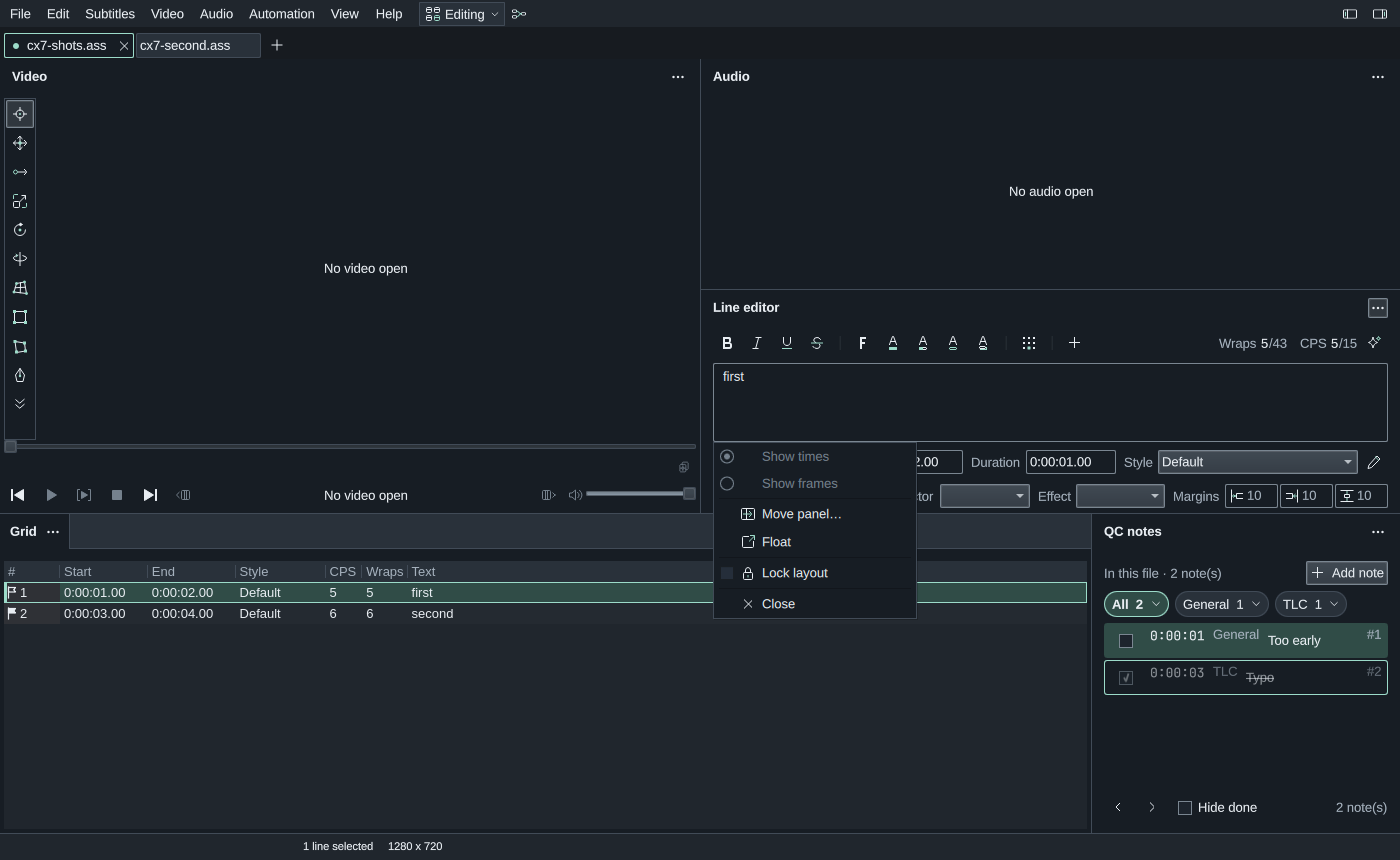 File Edit Subtitles Video Audio Automation View Help Editing
cx7-shots.ass cx7-second.ass
Video
No video open
No video open
Audio
No audio open
Line editor
B I U S F A A A A Wraps 5/43 CPS 5/15
first
2.00 Duration 0:00:01.00 Style Default
tor Effect Margins 10 10 10
Show times
Show frames
Move panel…
Float
Lock layout
Close
Grid
# Start End Style CPS Wraps Text
1 0:00:01.00 0:00:02.00 Default 5 5 first
2 0:00:03.00 0:00:04.00 Default 6 6 second
QC notes
In this file · 2 note(s) Add note
All 2 General 1 TLC 1
0:00:01 General Too early #1
0:00:03 TLC Typo #2
Hide done 2 note(s)
1 line selected 1280 x 720